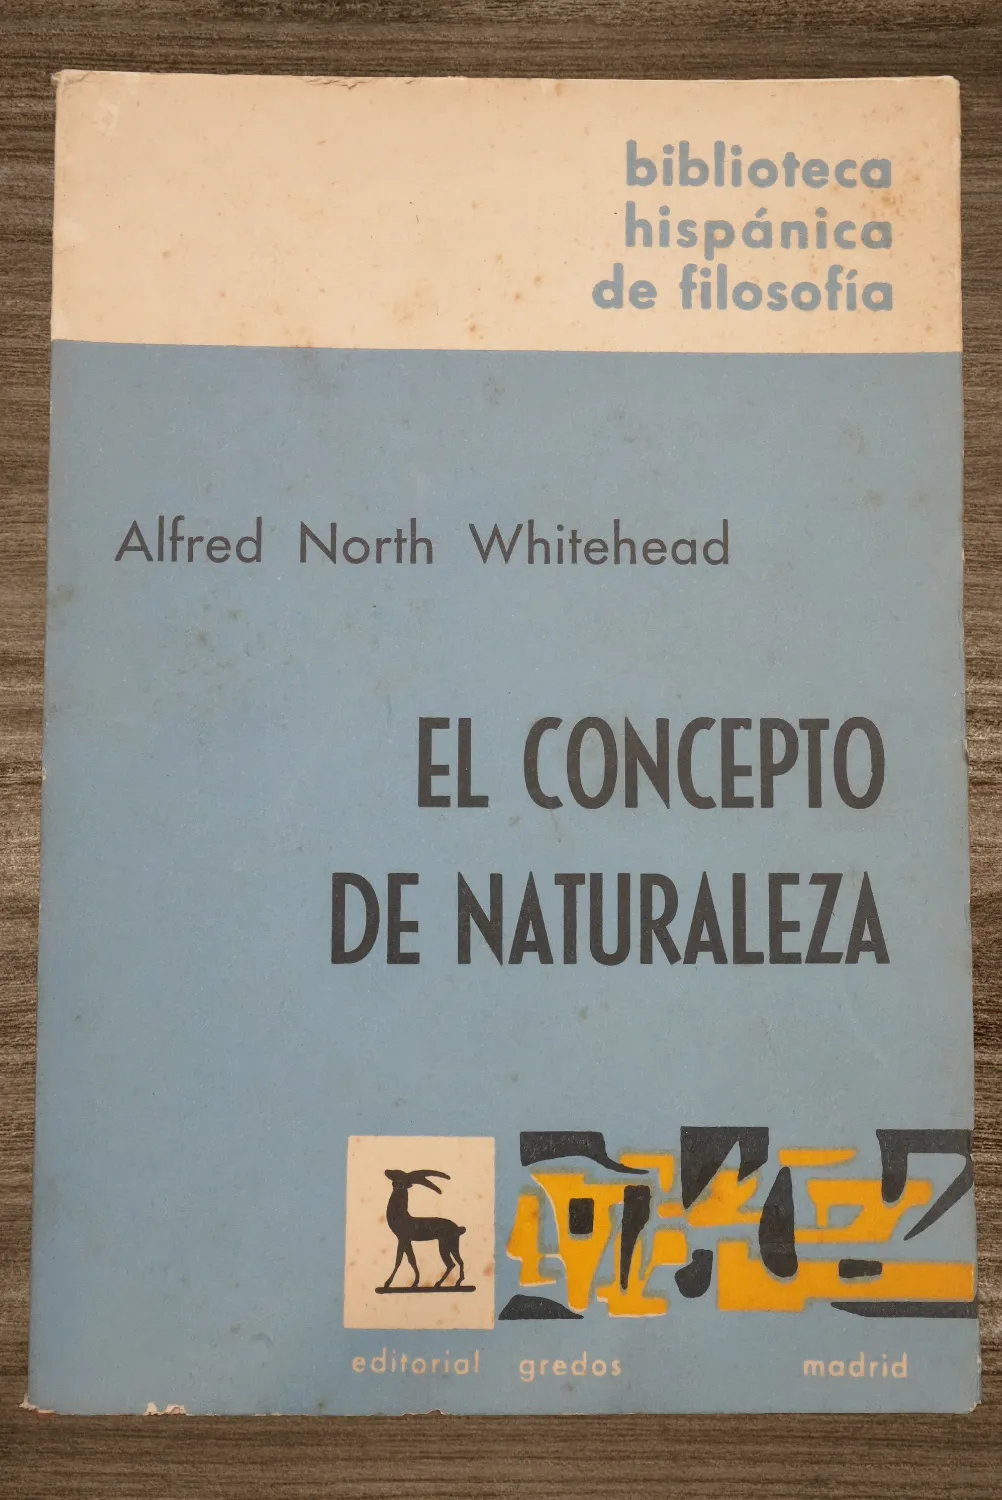 biblioteca
hispánica
de filosofía
Alfred North Whitehead
EL CONCEPTO
DE NATURALEZA
editorial gredos madrid